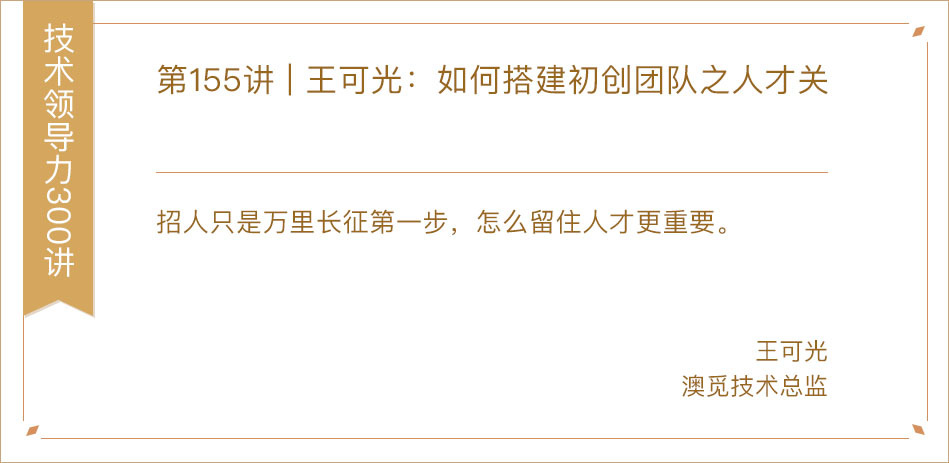 技术领导力300讲
第155讲 | 王可光：如何搭建初创团队之人才关
招人只是万里长征第一步，怎么留住人才更重要。
王可光
澳觅技术总监